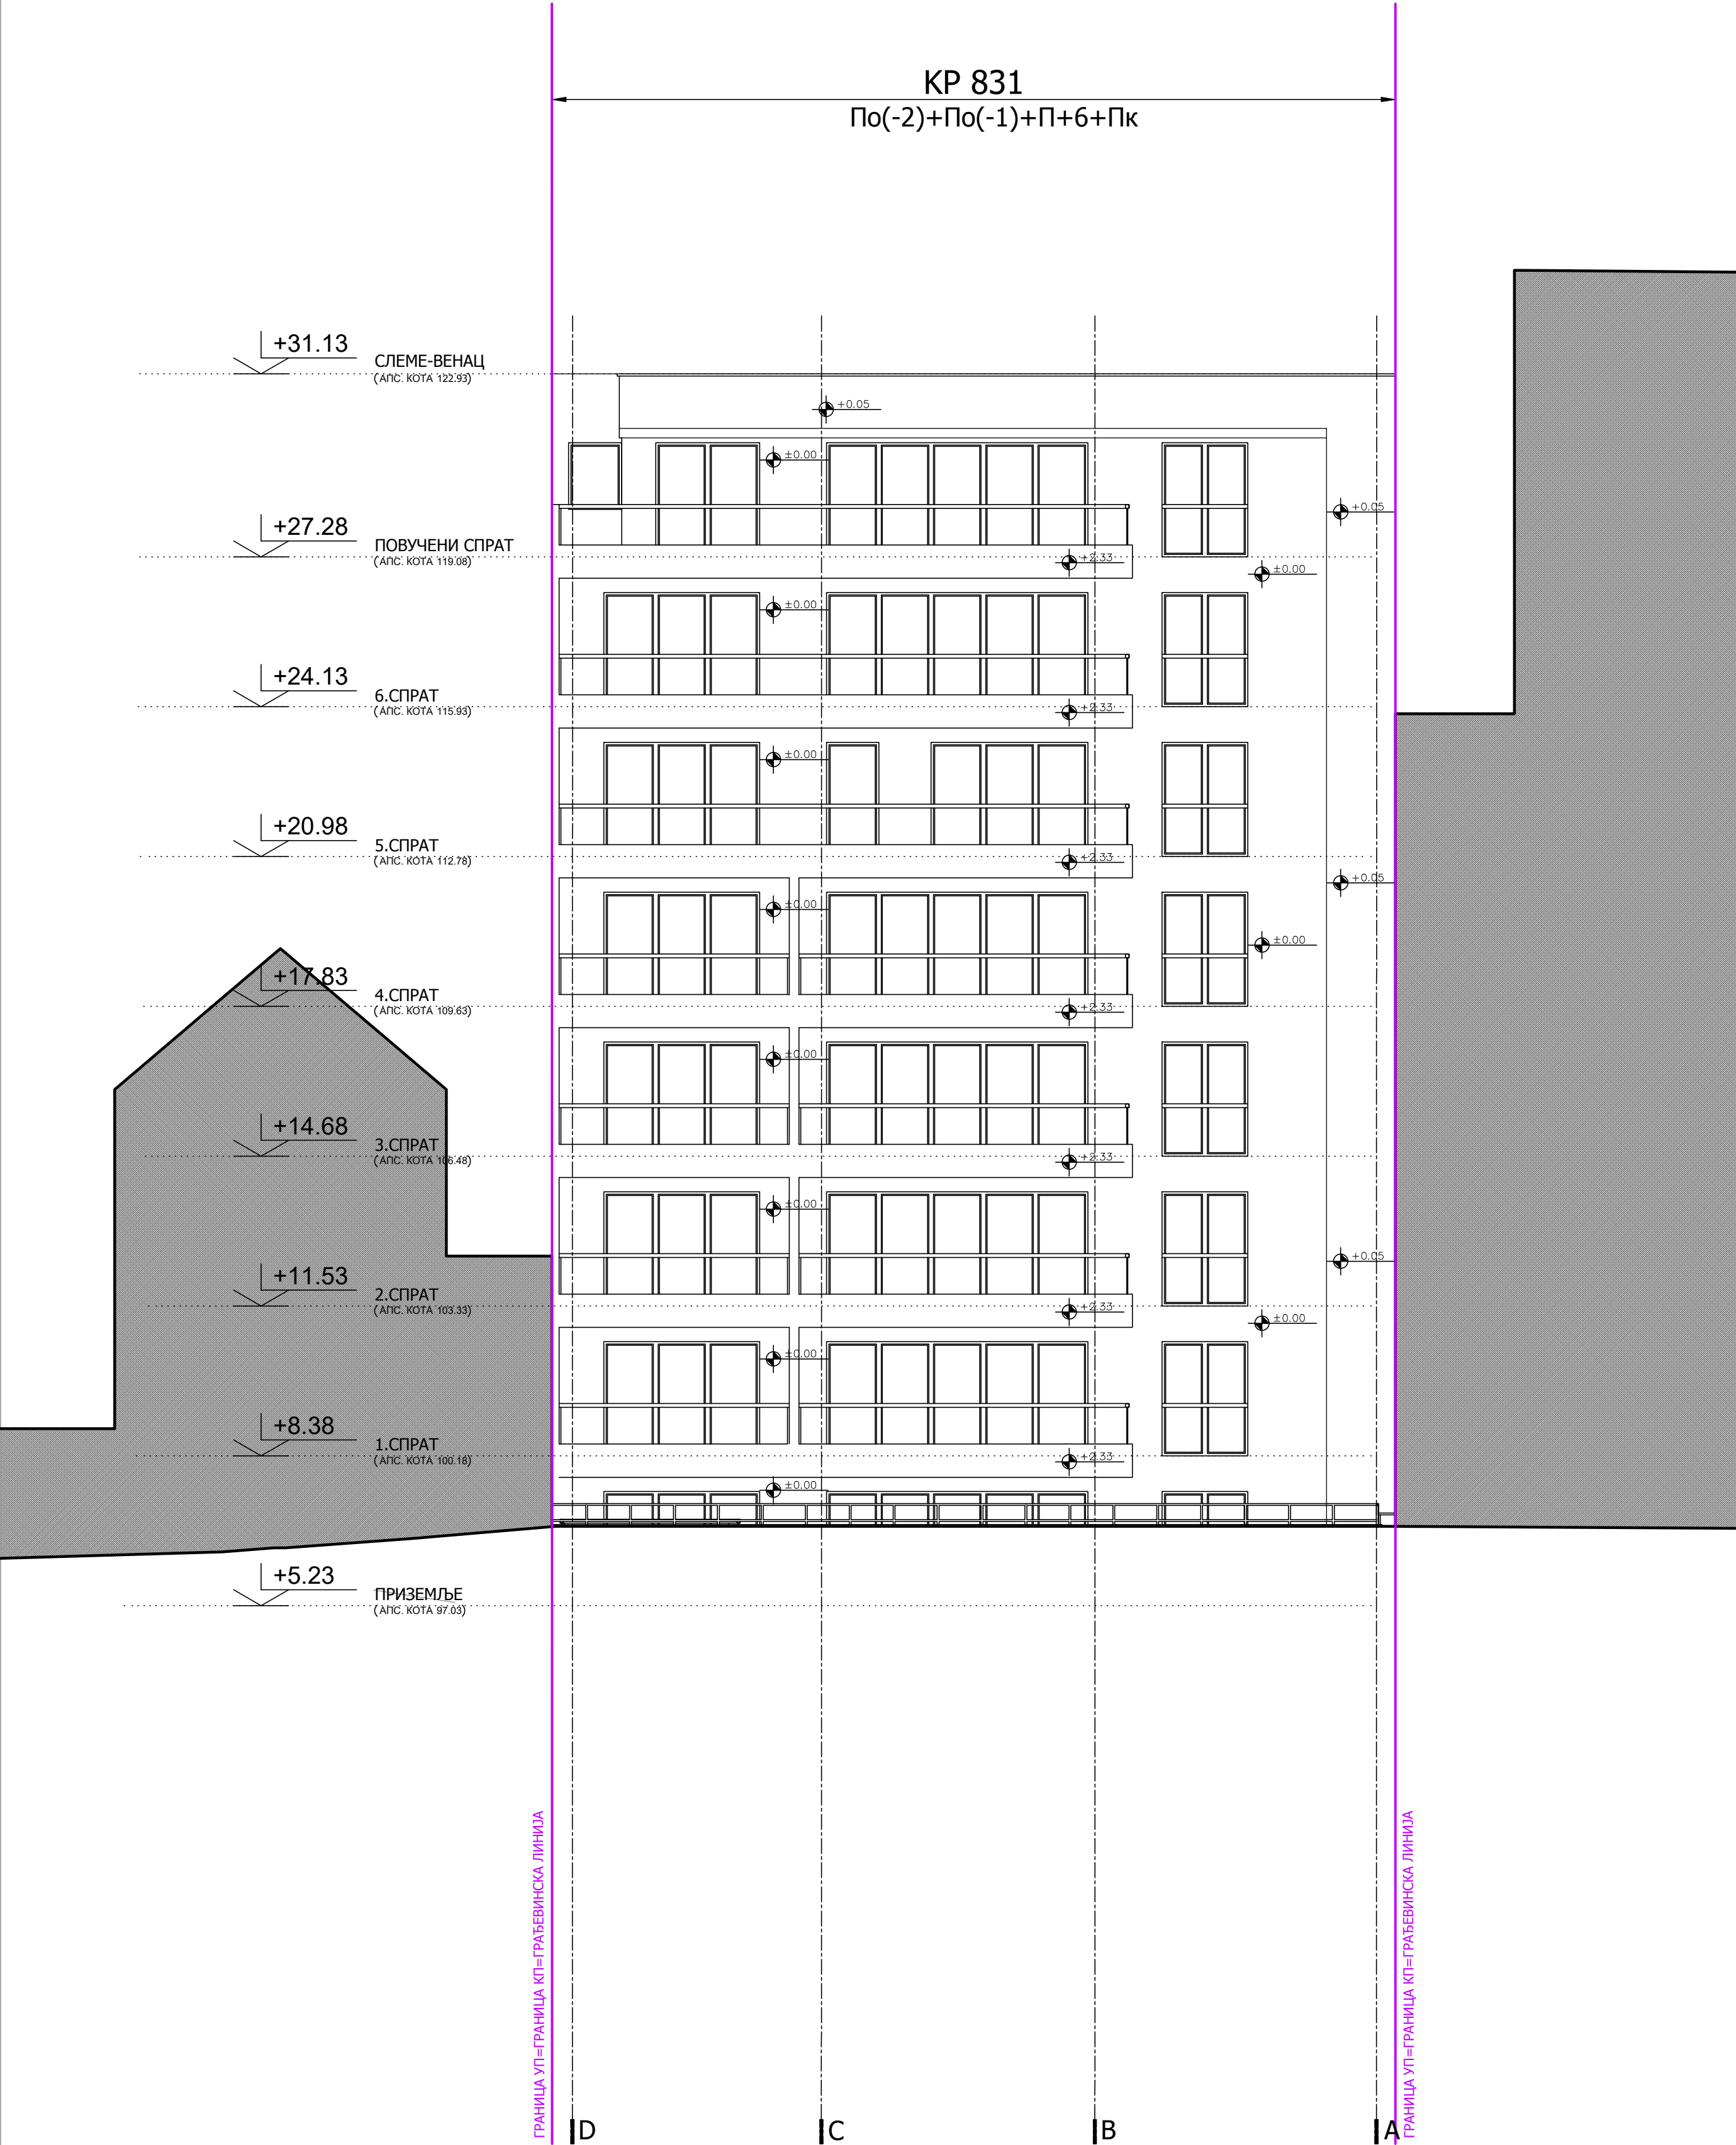 KP 831
По(-2)+По(-1)+П+6+Пк
+31.13
СЛЕМЕ-ВЕНАЦ
(АПС. КОТА 122.93)
+0.05
±0.00
+0.05
+27.28
ПОВУЧЕНИ СПРАТ
(АПС. КОТА 119.08)
+2.33
±0.00
±0.00
+24.13
6.СПРАТ
(АПС. КОТА 115.93)
+2.33
±0.00
+20.98
5.СПРАТ
(АПС. КОТА 112.78)
+2.33
+0.05
±0.00
±0.00
+17.83
4.СПРАТ
(АПС. КОТА 109.63)
+2.33
±0.00
+14.68
3.СПРАТ
(АПС. КОТА 106.48)
+2.33
±0.00
+0.05
+11.53
2.СПРАТ
(АПС. КОТА 103.33)
+2.33
±0.00
±0.00
+8.38
1.СПРАТ
(АПС. КОТА 100.18)
+2.33
±0.00
+5.23
ПРИЗЕМЉЕ
(АПС. КОТА 97.03)
ГРАНИЦА УП=ГРАНИЦА КП=ГРАЂЕВИНСКА ЛИНИЈА
ГРАНИЦА УП=ГРАНИЦА КП=ГРАЂЕВИНСКА ЛИНИЈА
D
C
B
A